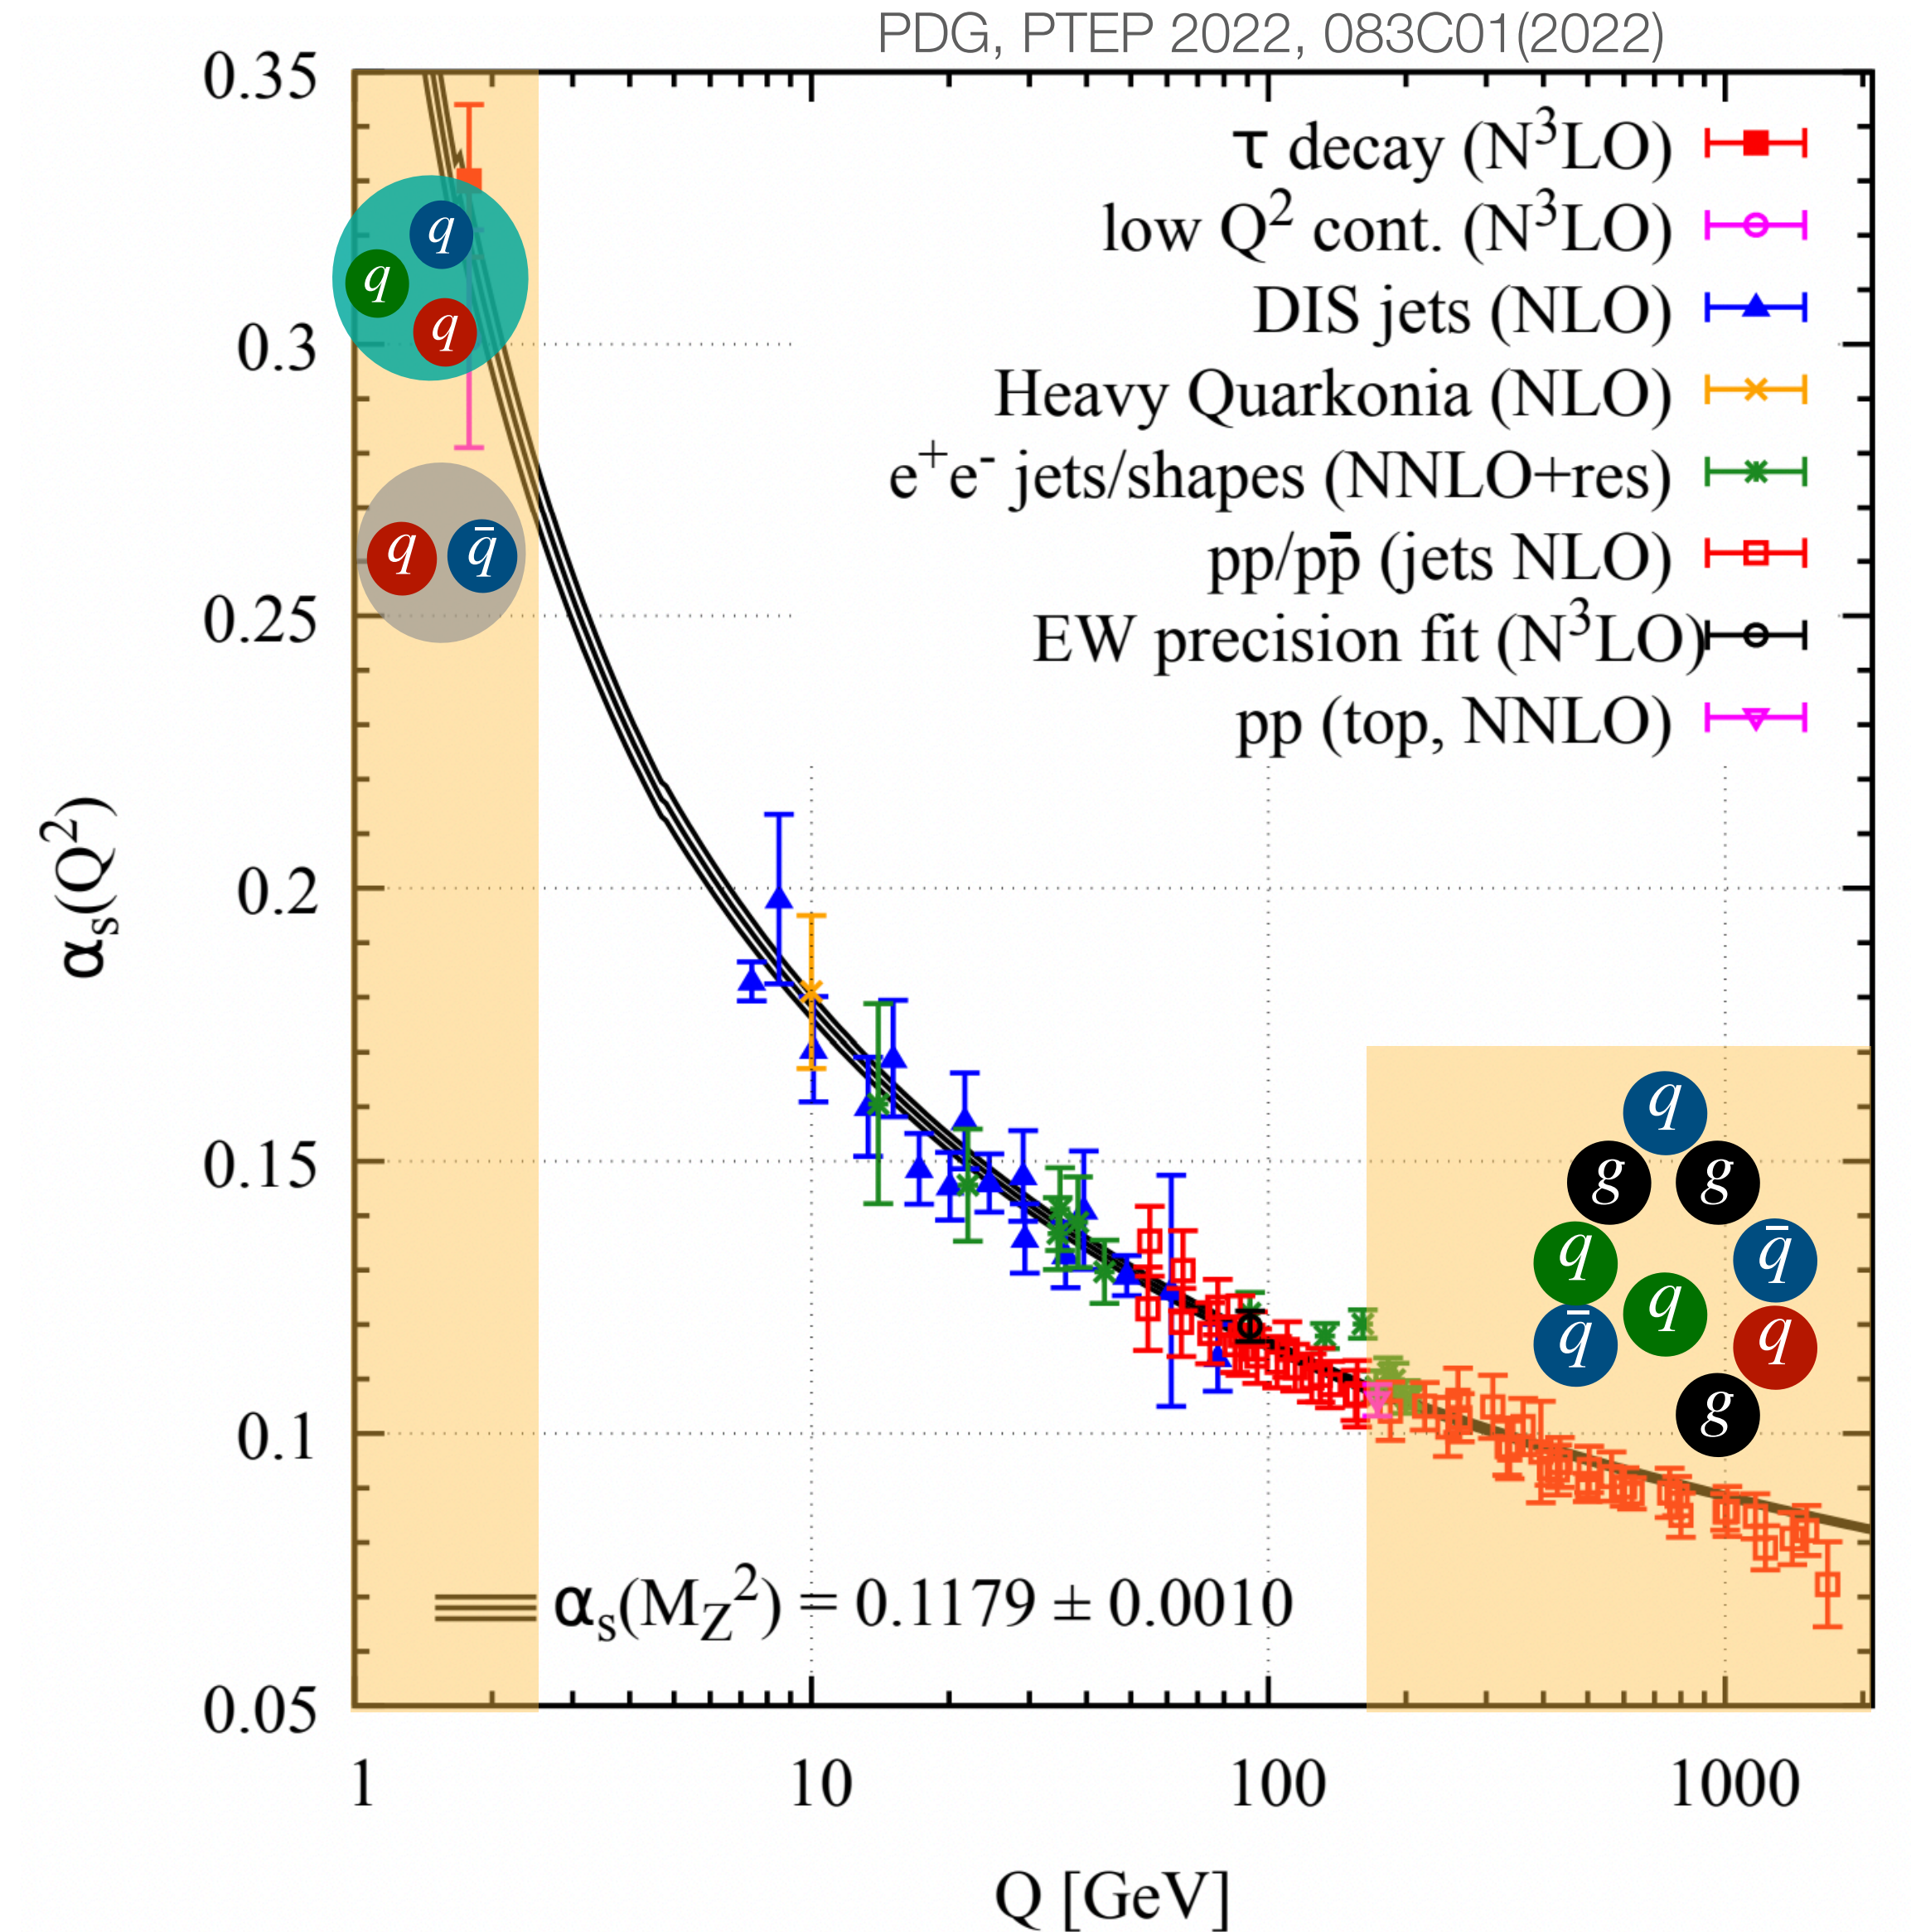 PDG, PTEP 2022, 083C01(2022)
0.35
0.3
0.25
0.2
0.15
0.1
0.05
αs(Q²)
τ decay (N³LO)
low Q² cont. (N³LO)
DIS jets (NLO)
Heavy Quarkonia (NLO)
e⁺e⁻ jets/shapes (NNLO+res)
pp/pp̄ (jets NLO)
EW precision fit (N³LO)
pp (top, NNLO)
q
q
q
q q̄
q
g g
q q̄
q
q̄ q
g
αs(M_Z²) = 0.1179 ± 0.0010
1 10 100 1000
Q [GeV]